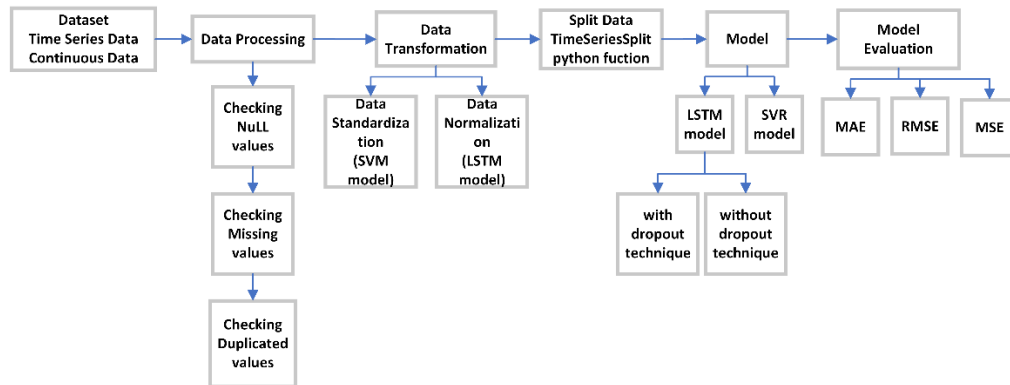 Dataset
Time Series Data
Continuous Data
Data Processing
Data
Transformation
Split Data
TimeSeriesSplit
python fuction
Model
Model
Evaluation
Checking
NuLL
values
Data
Standardiza
tion
(SVM
model)
Data
Normalizati
on
(LSTM
model)
LSTM
model
SVR
model
MAE
RMSE
MSE
Checking
Missing
values
with
dropout
technique
without
dropout
technique
Checking
Duplicated
values